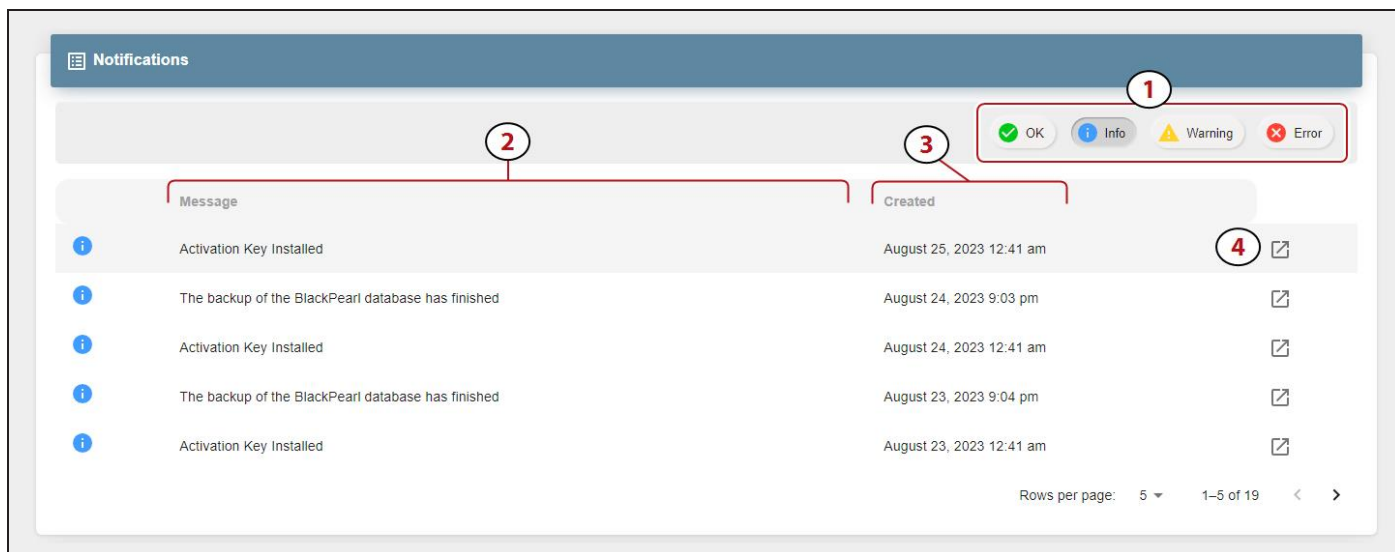 Notifications
1
OK Info Warning Error
2 3
Message Created
Activation Key Installed August 25, 2023 12:41 am 4
The backup of the BlackPearl database has finished August 24, 2023 9:03 pm
Activation Key Installed August 24, 2023 12:41 am
The backup of the BlackPearl database has finished August 23, 2023 9:04 pm
Activation Key Installed August 23, 2023 12:41 am
Rows per page: 5 1–5 of 19